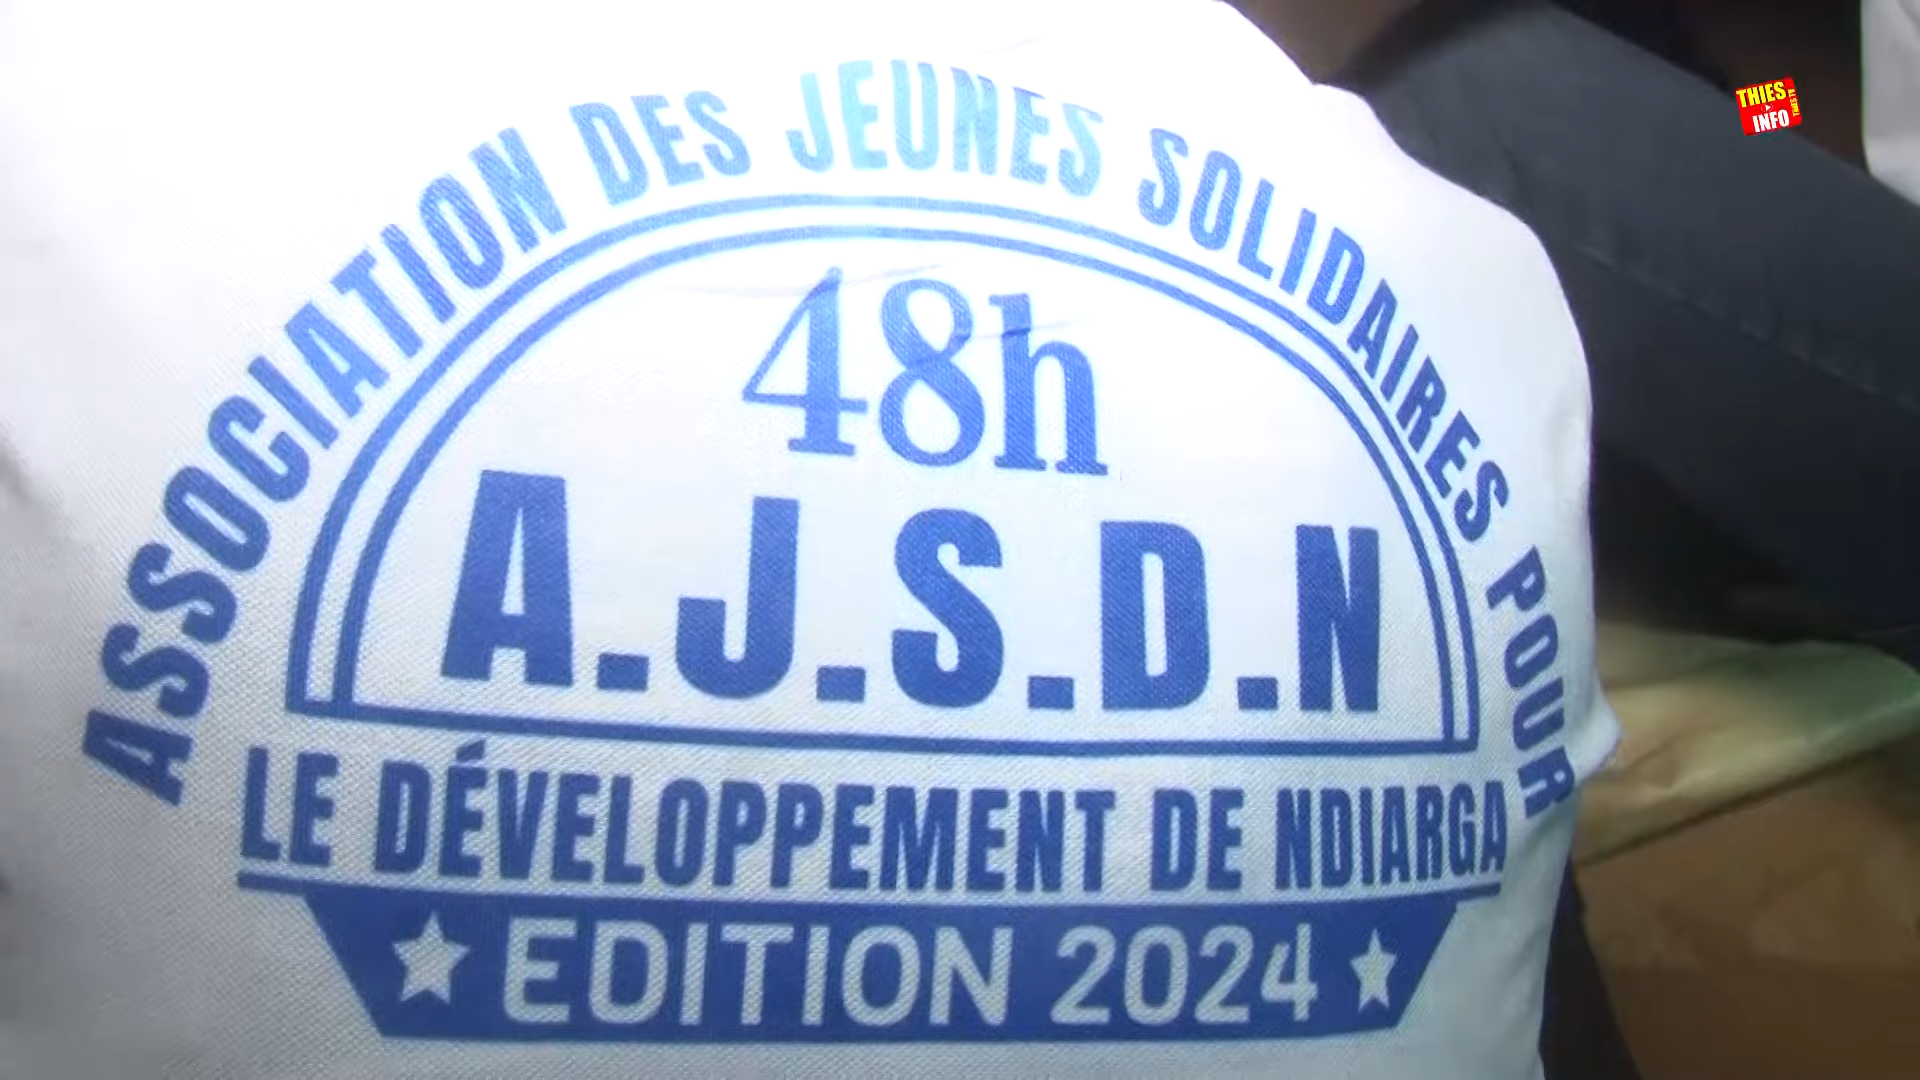 ASSOCIATION DES JEUNES SOLIDAIRES POUR
48h
A.J.S.D.N
LE DÉVELOPPEMENT DE NDIARGA
EDITION 2024
THIES
INFO